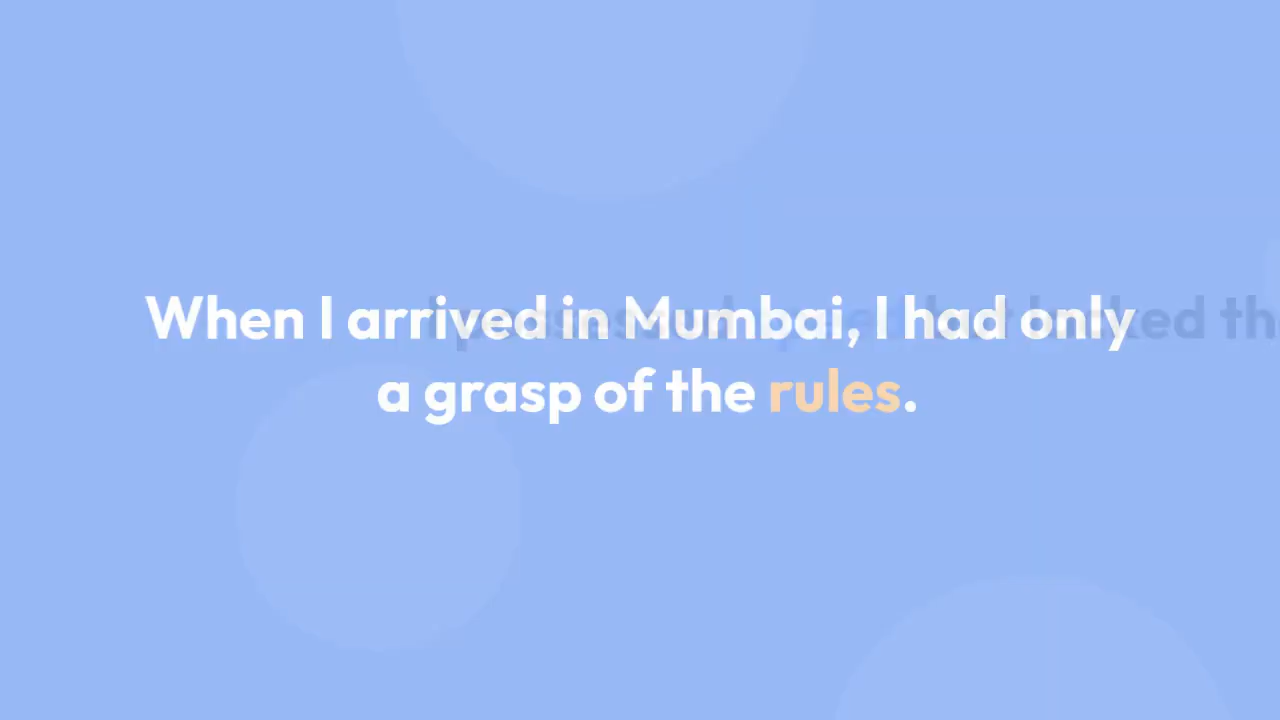 When I arrived in Mumbai, I had only
a grasp of the rules.